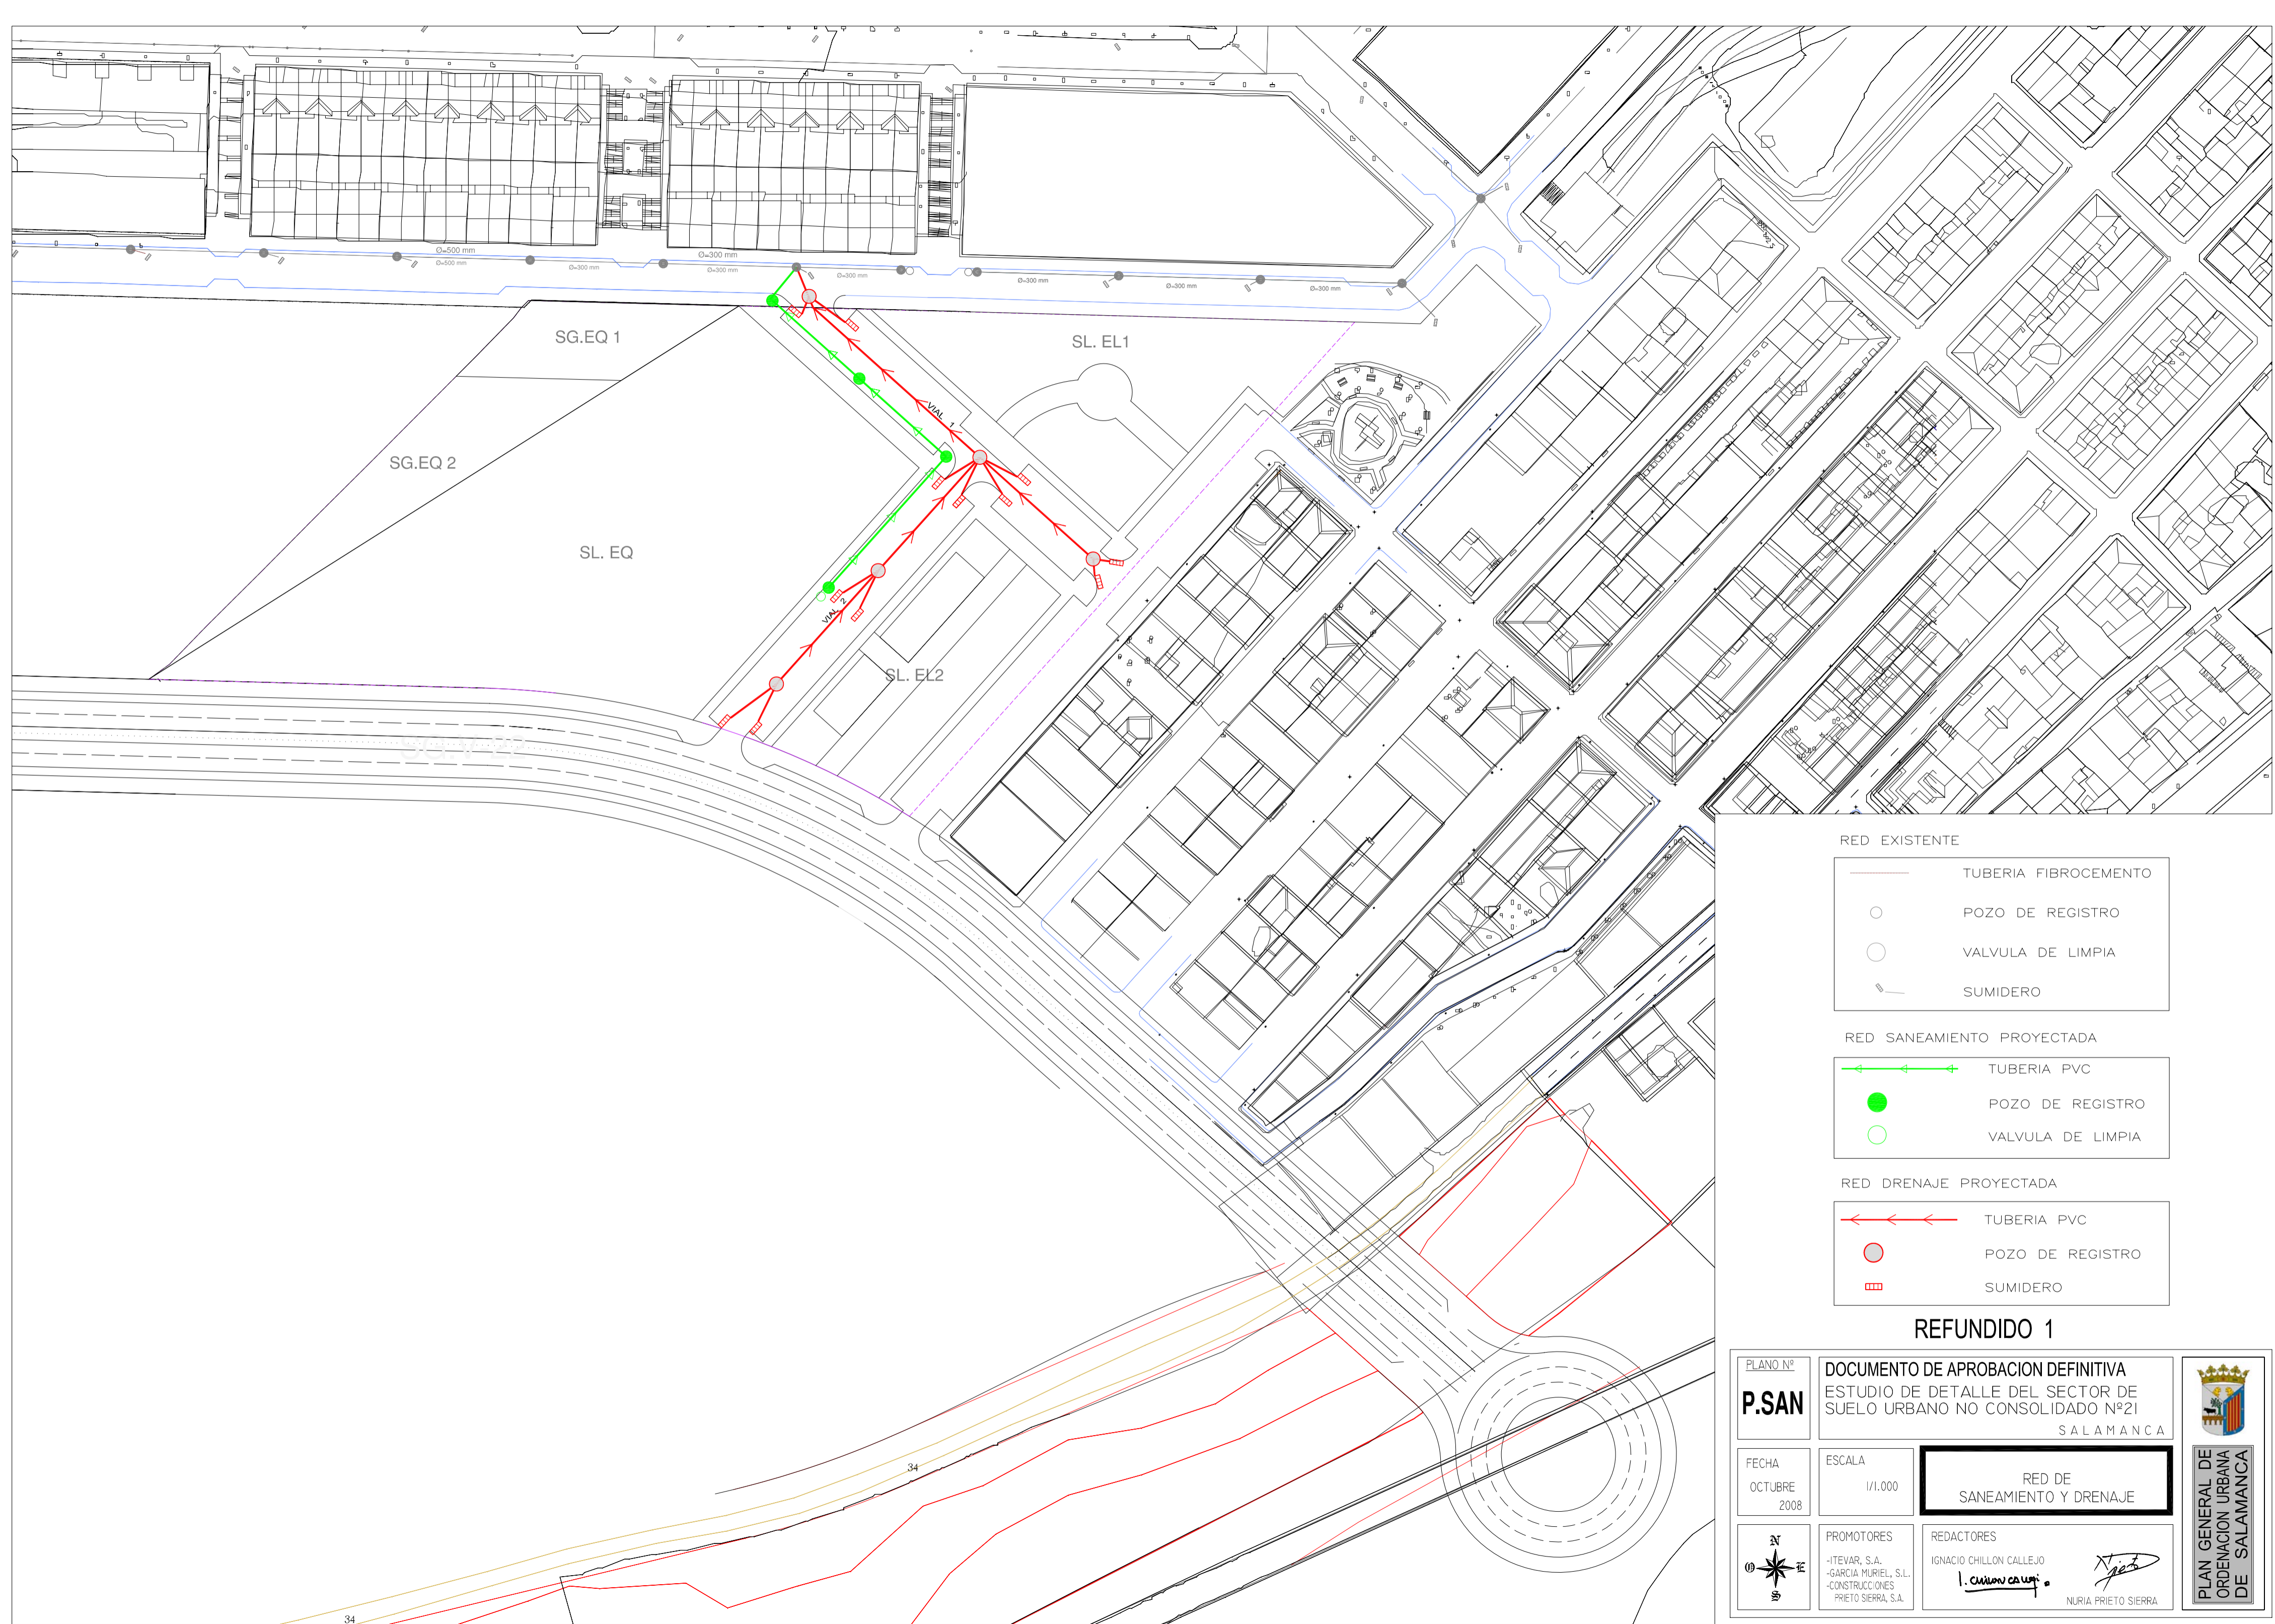 Ø=500 mm
Ø=500 mm
Ø=300 mm
Ø=300 mm
Ø=300 mm
Ø=300 mm
Ø=300 mm
Ø=300 mm
Ø=300 mm
SG.EQ 1
SL. EL1
VIAL 1
SG.EQ 2
SL. EQ
VIAL 2
SL. EL2
34
34
RED EXISTENTE
TUBERIA FIBROCEMENTO
POZO DE REGISTRO
VALVULA DE LIMPIA
SUMIDERO
RED SANEAMIENTO PROYECTADA
TUBERIA PVC
POZO DE REGISTRO
VALVULA DE LIMPIA
RED DRENAJE PROYECTADA
TUBERIA PVC
POZO DE REGISTRO
SUMIDERO
REFUNDIDO 1
PLANO Nº
P.SAN
DOCUMENTO DE APROBACION DEFINITIVA
ESTUDIO DE DETALLE DEL SECTOR DE
SUELO URBANO NO CONSOLIDADO Nº21
SALAMANCA
FECHA
OCTUBRE
2008
ESCALA
1/1.000
RED DE
SANEAMIENTO Y DRENAJE
N
O E
S
PROMOTORES
-ITEVAR, S.A.
-GARCIA MURIEL, S.L.
-CONSTRUCCIONES
PRIETO SIERRA, S.A.
REDACTORES
IGNACIO CHILLON CALLEJO
NURIA PRIETO SIERRA
PLAN GENERAL DE
ORDENACION URBANA
DE SALAMANCA